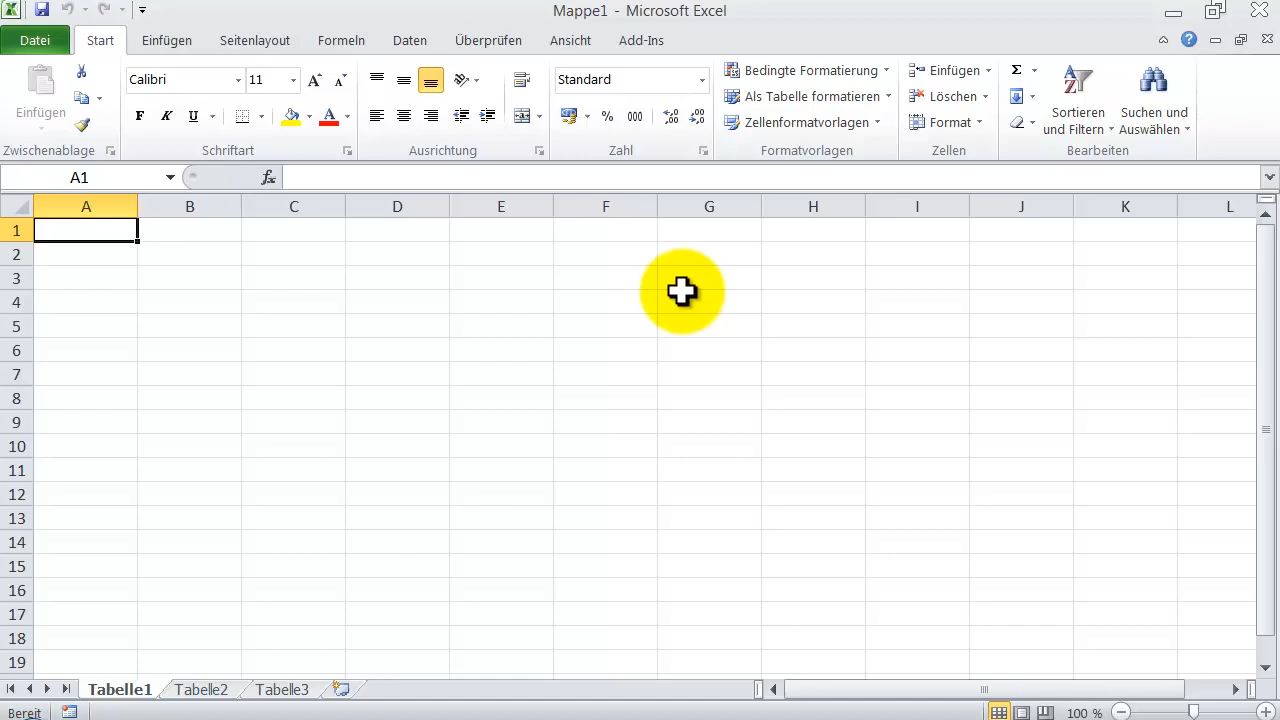 Mappe1 - Microsoft Excel
Datei Start Einfügen Seitenlayout Formeln Daten Überprüfen Ansicht Add-Ins
Einfügen
Zwischenablage
Calibri 11
F K U A
Schriftart
Ausrichtung
Standard
% 000
Zahl
Bedingte Formatierung
Als Tabelle formatieren
Zellenformatvorlagen
Formatvorlagen
Einfügen
Löschen
Format
Zellen
Σ
Sortieren und Filtern
Suchen und Auswählen
Bearbeiten
A1 fx
A B C D E F G H I J K L
1
2
3
4
5
6
7
8
9
10
11
12
13
14
15
16
17
18
19
Tabelle1 Tabelle2 Tabelle3
Bereit 100 %